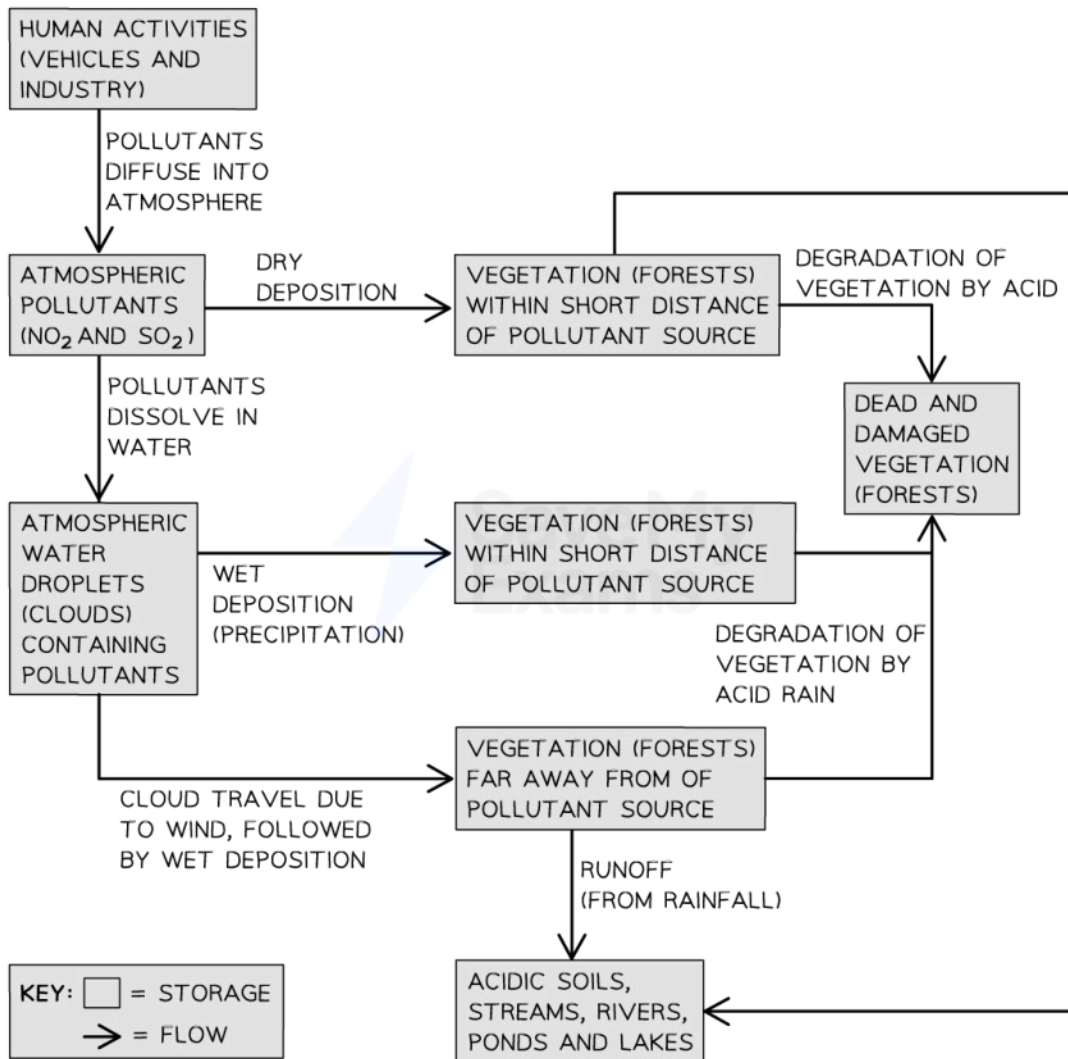 HUMAN ACTIVITIES
(VEHICLES AND
INDUSTRY)
POLLUTANTS
DIFFUSE INTO
ATMOSPHERE
ATMOSPHERIC
POLLUTANTS
(NO₂ AND SO₂)
DRY
DEPOSITION
VEGETATION (FORESTS)
WITHIN SHORT DISTANCE
OF POLLUTANT SOURCE
DEGRADATION OF
VEGETATION BY ACID
POLLUTANTS
DISSOLVE IN
WATER
DEAD AND
DAMAGED
VEGETATION
(FORESTS)
ATMOSPHERIC
WATER
DROPLETS
(CLOUDS)
CONTAINING
POLLUTANTS
WET
DEPOSITION
(PRECIPITATION)
VEGETATION (FORESTS)
WITHIN SHORT DISTANCE
OF POLLUTANT SOURCE
SaveMy
Exams
DEGRADATION OF
VEGETATION BY
ACID RAIN
CLOUD TRAVEL DUE
TO WIND, FOLLOWED
BY WET DEPOSITION
VEGETATION (FORESTS)
FAR AWAY FROM OF
POLLUTANT SOURCE
RUNOFF
(FROM RAINFALL)
ACIDIC SOILS,
STREAMS, RIVERS,
PONDS AND LAKES
KEY: = STORAGE
= FLOW